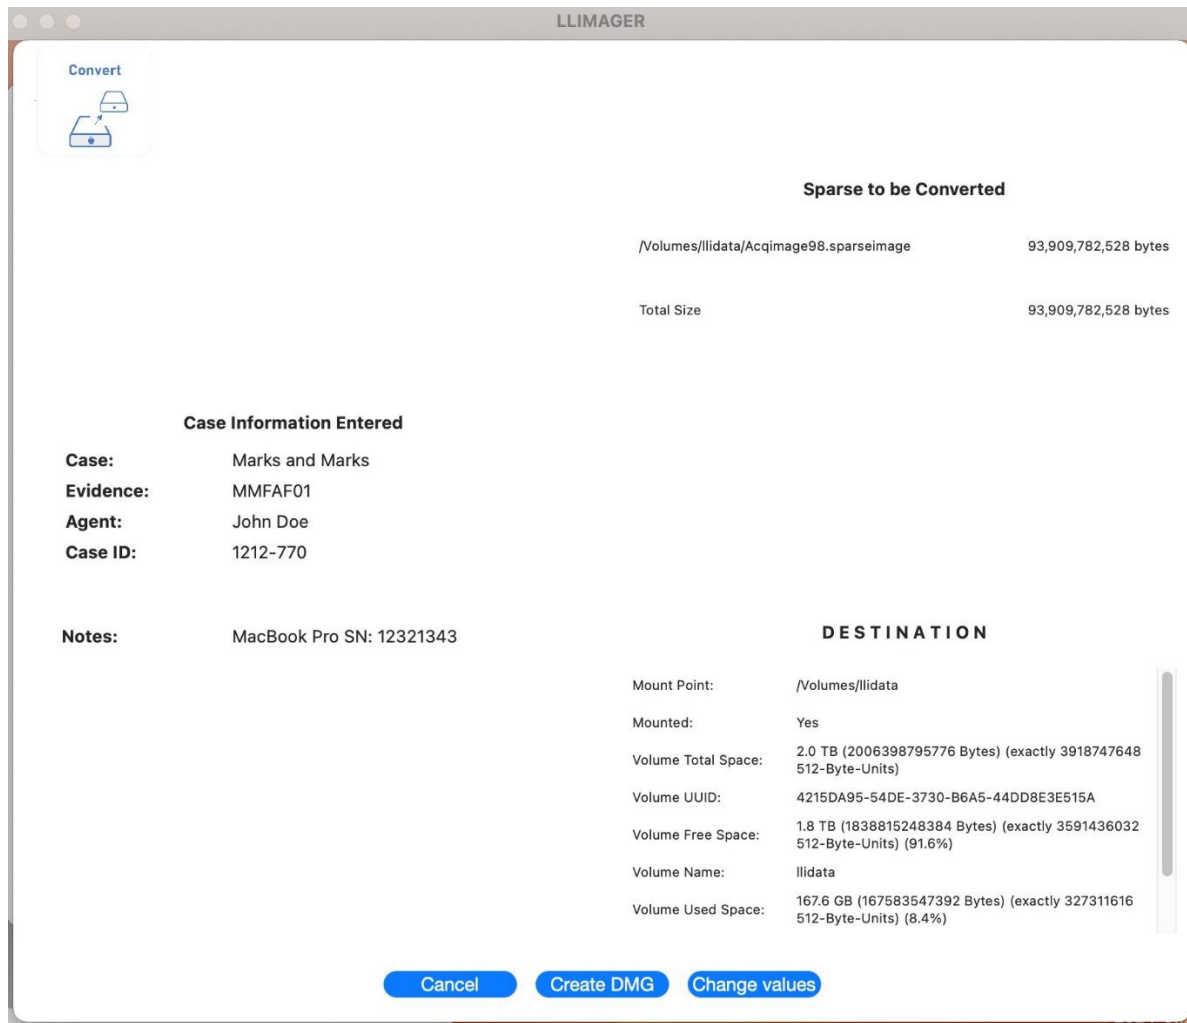 LLIMAGER
Convert
Sparse to be Converted
/Volumes/llidata/Acqimage98.sparseimage 93,909,782,528 bytes
Total Size 93,909,782,528 bytes
Case Information Entered
Case: Marks and Marks
Evidence: MMFAF01
Agent: John Doe
Case ID: 1212-770
Notes: MacBook Pro SN: 12321343
DESTINATION
Mount Point: /Volumes/llidata
Mounted: Yes
Volume Total Space: 2.0 TB (2006398795776 Bytes) (exactly 3918747648
512-Byte-Units)
Volume UUID: 4215DA95-54DE-3730-B6A5-44DD8E3E515A
Volume Free Space: 1.8 TB (1838815248384 Bytes) (exactly 3591436032
512-Byte-Units) (91.6%)
Volume Name: llidata
Volume Used Space: 167.6 GB (167583547392 Bytes) (exactly 327311616
512-Byte-Units) (8.4%)
Cancel Create DMG Change values